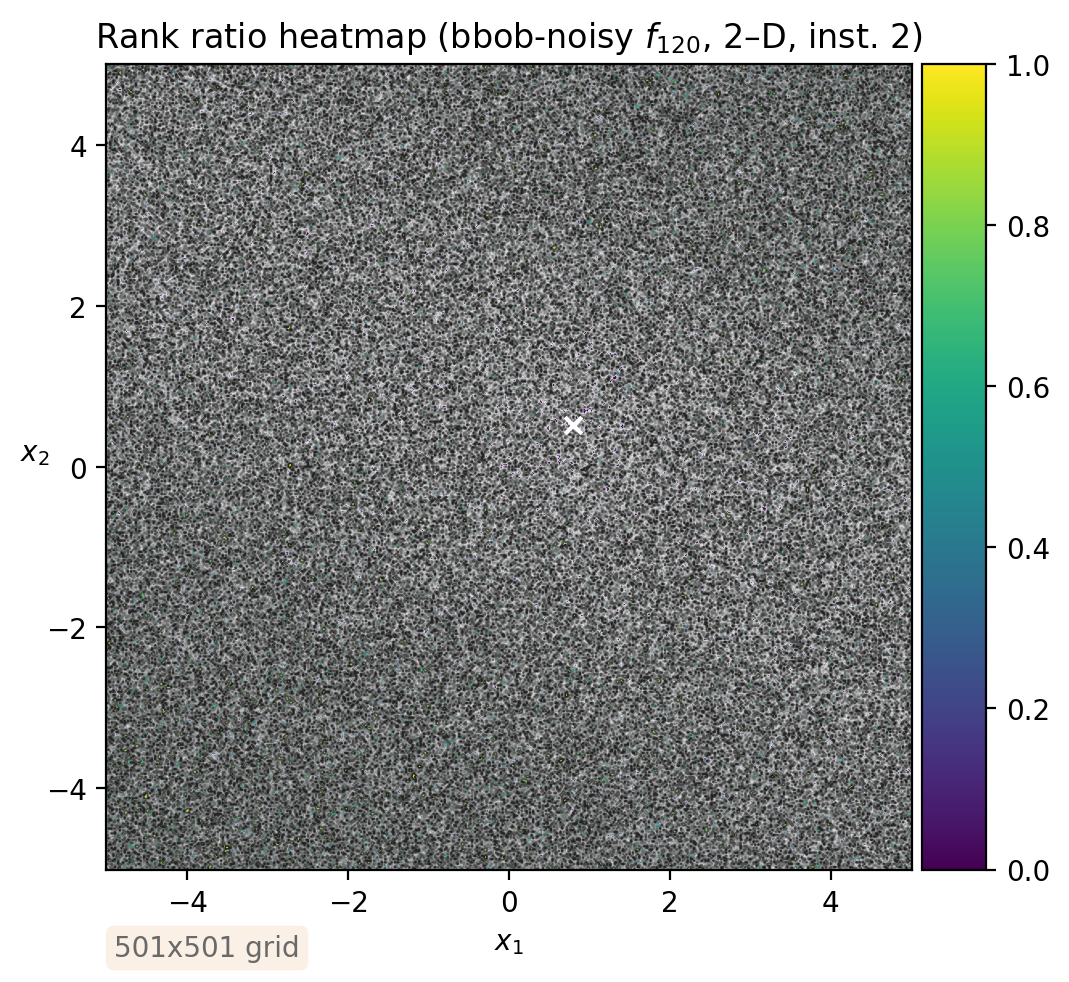 Rank ratio heatmap (bbob-noisy f₁₂₀, 2–D, inst. 2)
1.0
0.8
0.6
0.4
0.2
0.0
4
2
0
−2
−4
x₂
−4 −2 0 2 4
x₁
501x501 grid